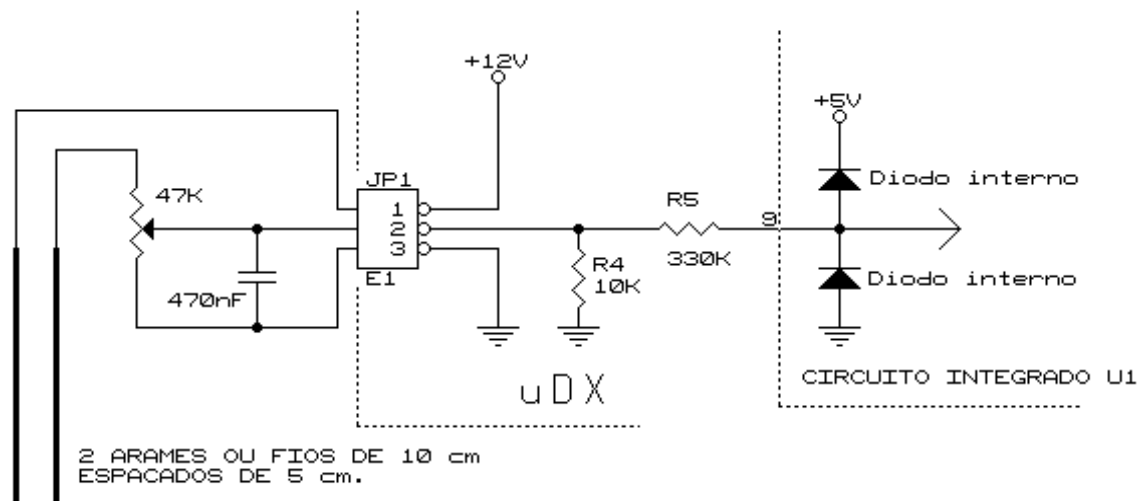 +12V
+5V
JP1
47K
1
2
3
E1
470nF
R4
10K
R5
330K
9
Diodo interno
Diodo interno
uDX
CIRCUITO INTEGRADO U1
2 ARAMES OU FIOS DE 10 cm
ESPACADOS DE 5 cm.